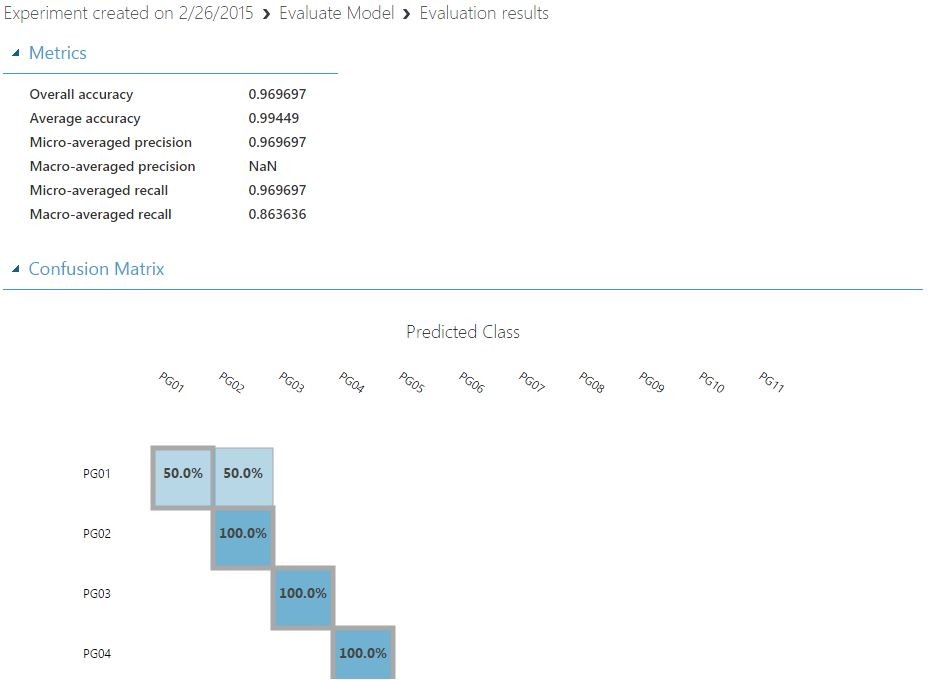 Experiment created on 2/26/2015 › Evaluate Model › Evaluation results
Metrics
Overall accuracy 0.969697
Average accuracy 0.99449
Micro-averaged precision 0.969697
Macro-averaged precision NaN
Micro-averaged recall 0.969697
Macro-averaged recall 0.863636
Confusion Matrix
Predicted Class
PG01 PG02 PG03 PG04 PG05 PG06 PG07 PG08 PG09 PG10 PG11
PG01 50.0% 50.0%
PG02 100.0%
PG03 100.0%
PG04 100.0%